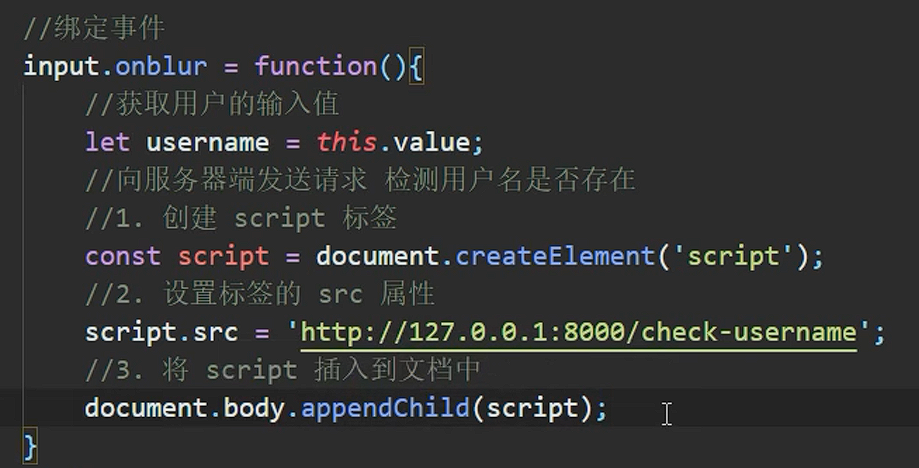 //绑定事件
input.onblur = function(){
    //获取用户的输入值
    let username = this.value;
    //向服务器端发送请求 检测用户名是否存在
    //1. 创建 script 标签
    const script = document.createElement('script');
    //2. 设置标签的 src 属性
    script.src = 'http://127.0.0.1:8000/check-username';
    //3. 将 script 插入到文档中
    document.body.appendChild(script);
}